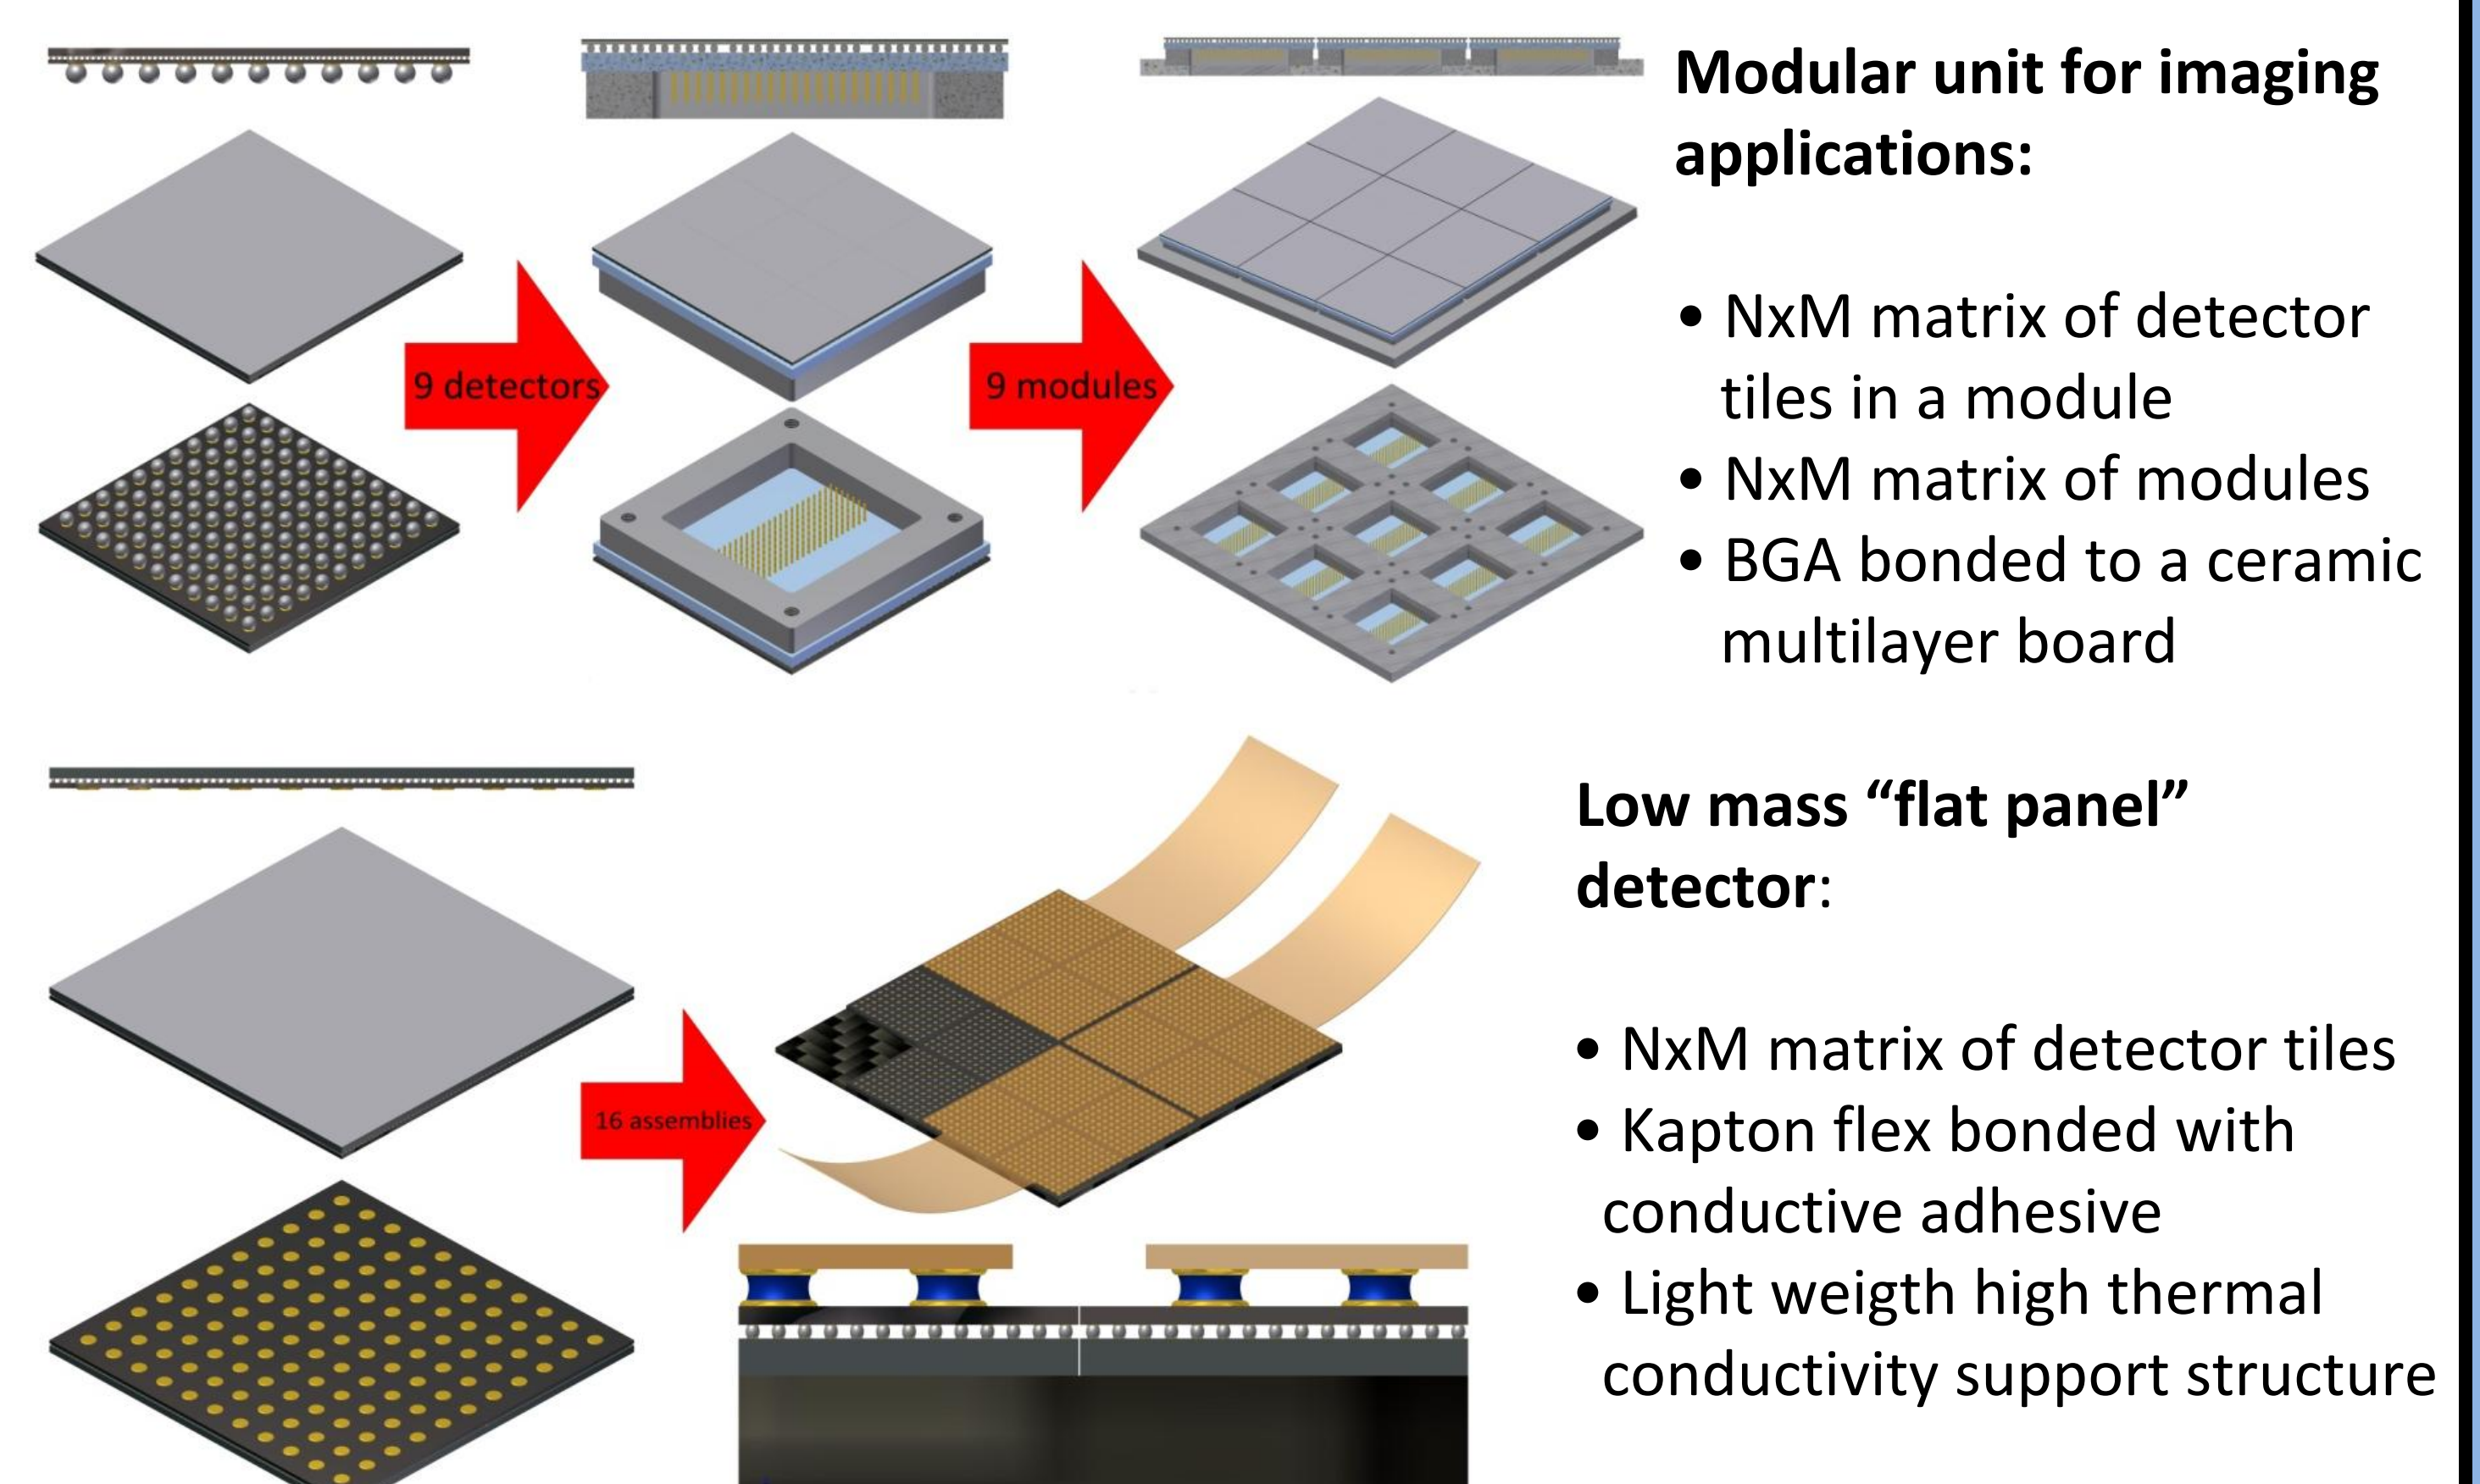 Modular unit for imaging
applications:
9 detectors
9 modules
• NxM matrix of detector
tiles in a module
• NxM matrix of modules
• BGA bonded to a ceramic
multilayer board
Low mass “flat panel”
detector:
16 assemblies
• NxM matrix of detector tiles
• Kapton flex bonded with
conductive adhesive
• Light weigth high thermal
conductivity support structure